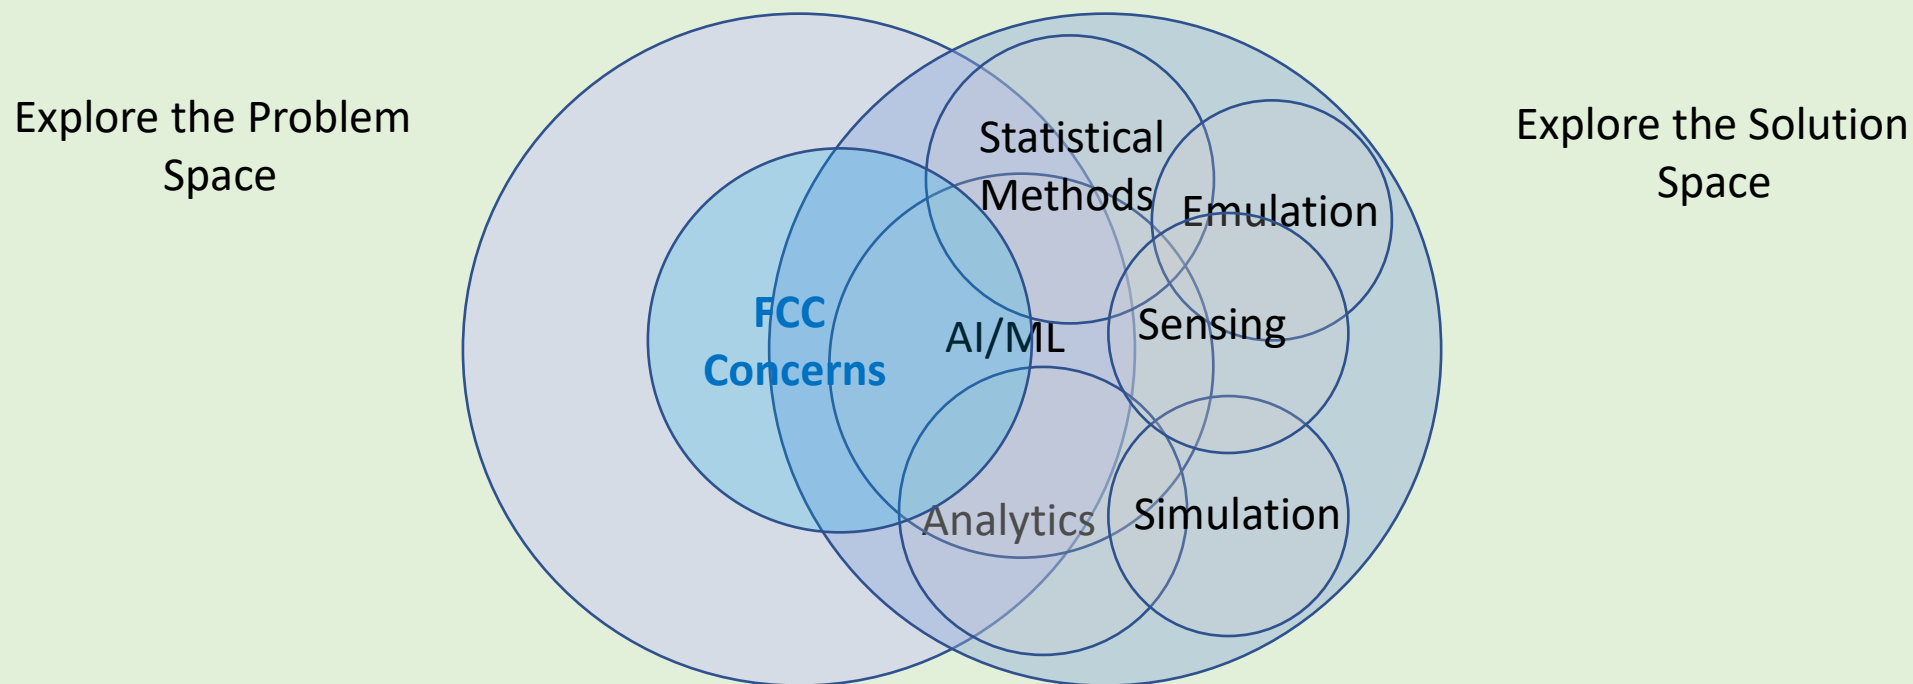 Explore the Problem
Space
Explore the Solution
Space
Statistical
Methods
Emulation
FCC
Concerns
AI/ML
Sensing
Analytics
Simulation